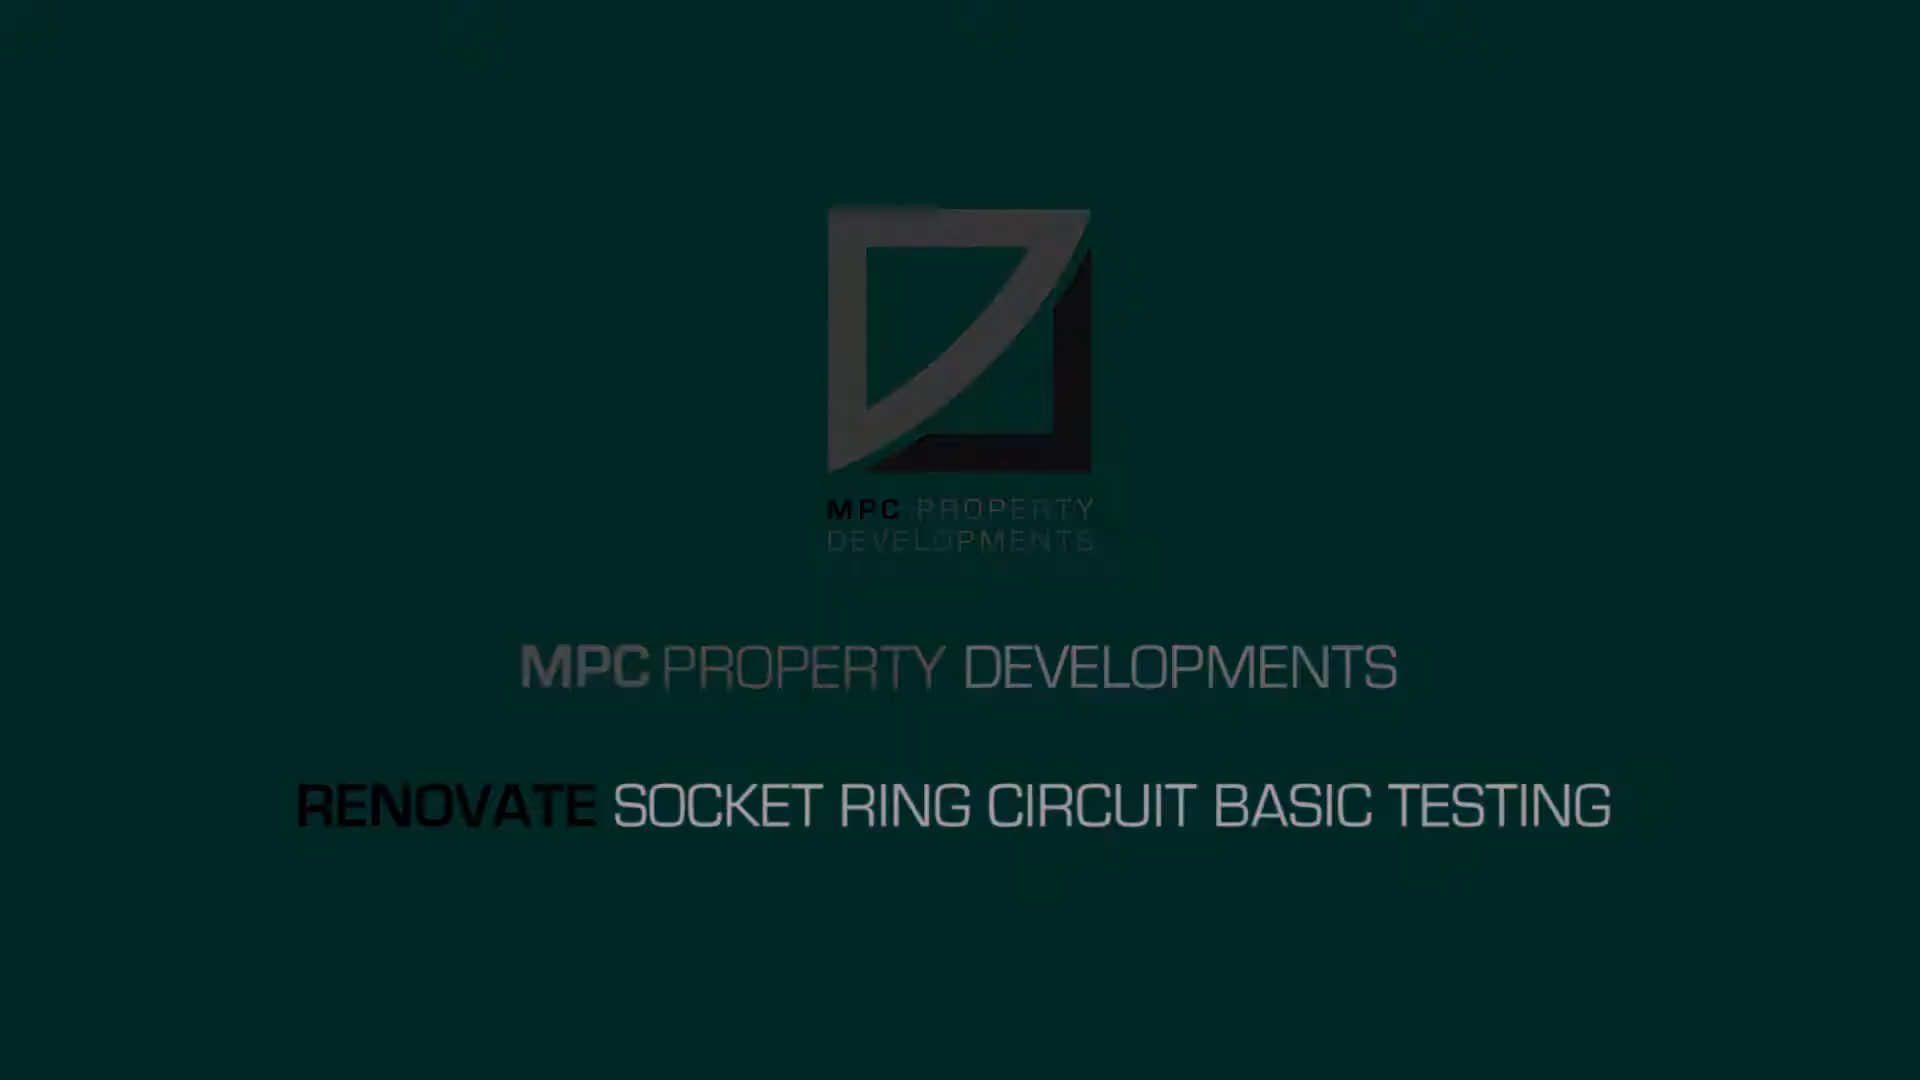 MPC PROPERTY
DEVELOPMENTS
MPC PROPERTY DEVELOPMENTS
RENOVATE SOCKET RING CIRCUIT BASIC TESTING